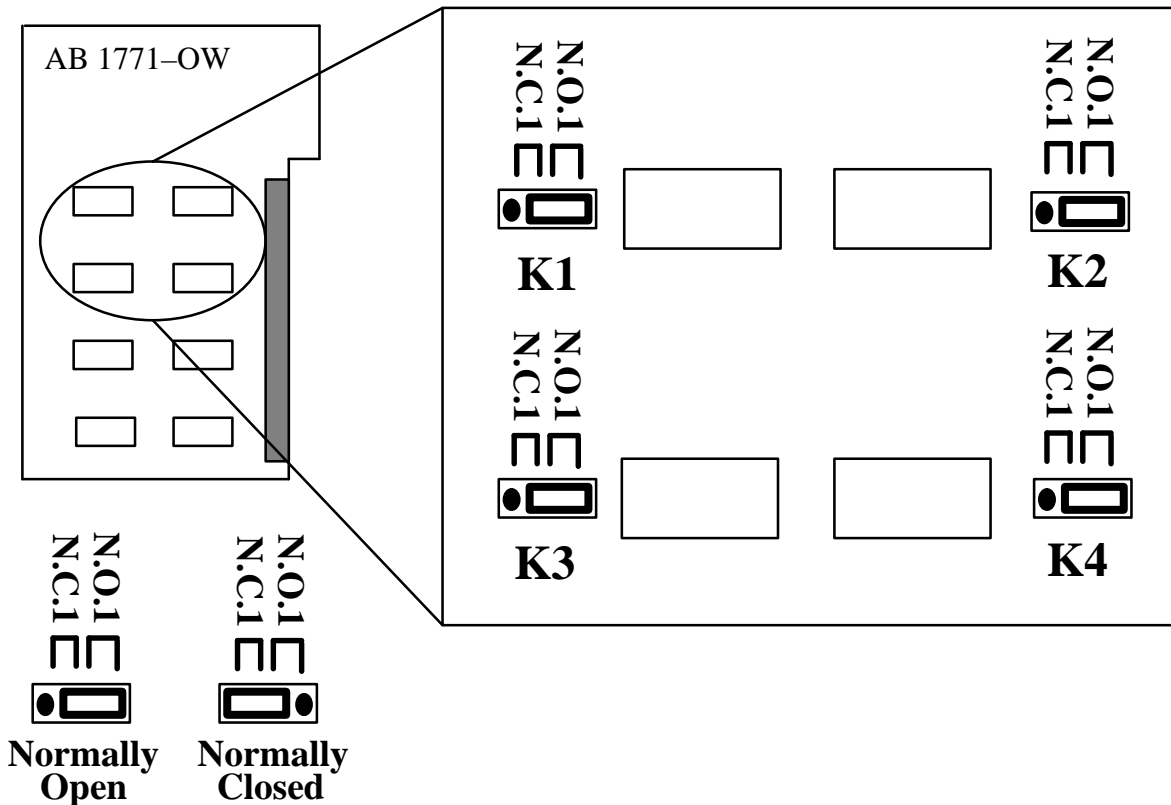 AB 1771–OW
N.C.1
N.O.1
K1
N.C.1
N.O.1
K2
N.C.1
N.O.1
K3
N.C.1
N.O.1
K4
N.C.1
N.O.1
Normally
Open
N.C.1
N.O.1
Normally
Closed